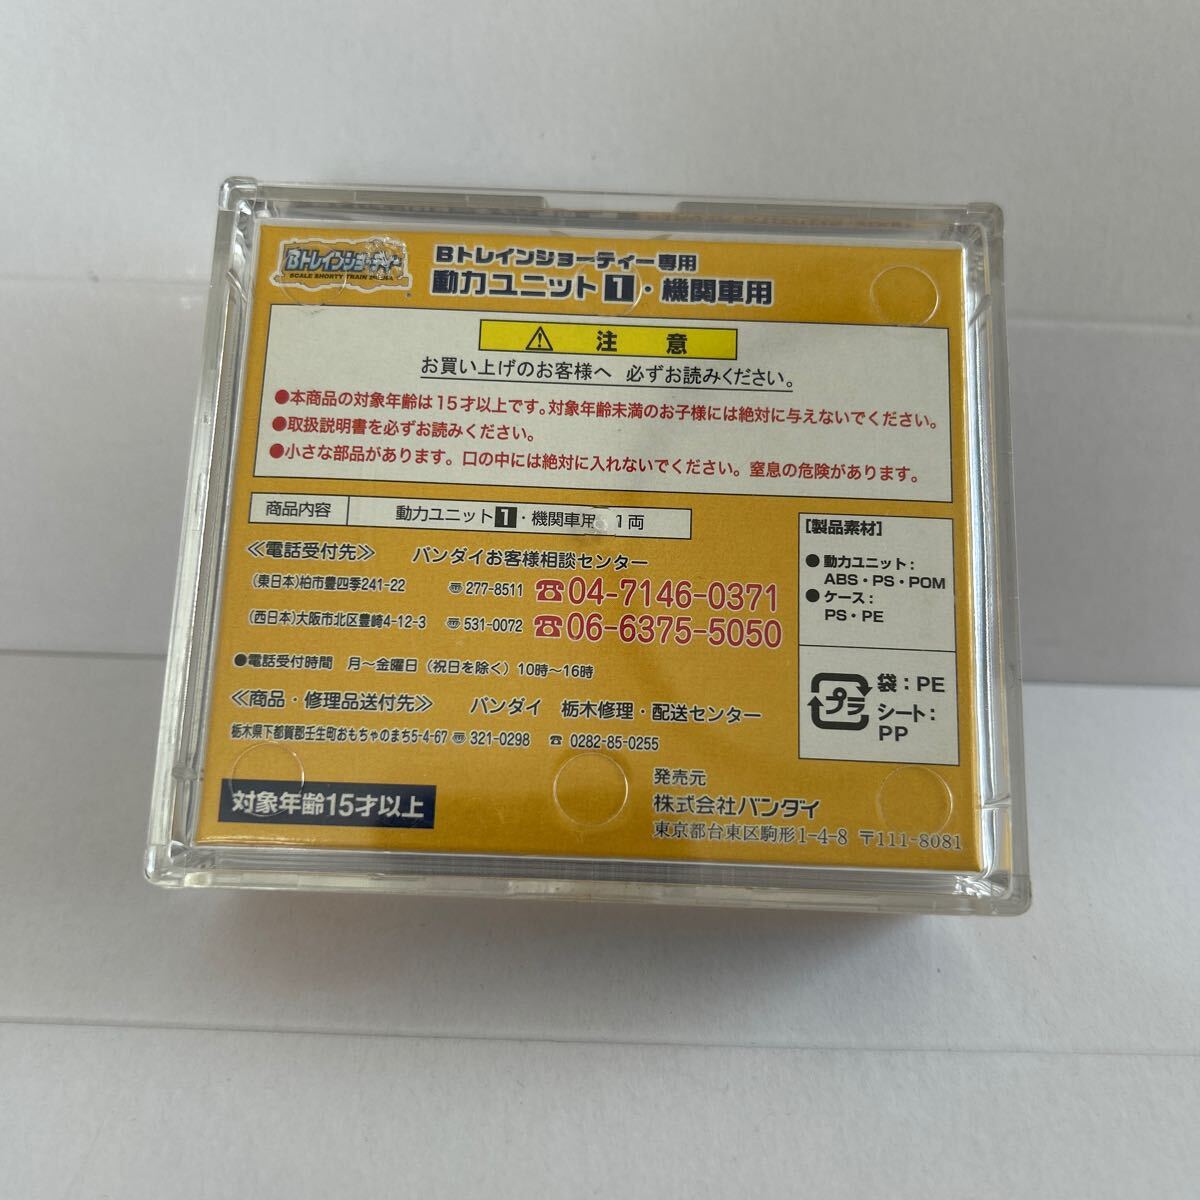 Bトレインショーティー
SCALE SHORTY TRAIN
Bトレインショーティー専用
動力ユニット1・機関車用
注 意
お買い上げのお客様へ 必ずお読みください。
●本商品の対象年齢は15才以上です。対象年齢未満のお子様には絶対に与えないでください。
●取扱説明書を必ずお読みください。
●小さな部品があります。口の中には絶対に入れないでください。窒息の危険があります。
商品内容 動力ユニット1・機関車用 1両
≪電話受付先≫ バンダイお客様相談センター
(東日本)柏市豊四季241-22 〠277-8511 ☎04-7146-0371
(西日本)大阪市北区豊崎4-12-3 〠531-0072 ☎06-6375-5050
●電話受付時間 月〜金曜日(祝日を除く)10時〜16時
≪商品・修理品送付先≫ バンダイ 栃木修理・配送センター
栃木県下都賀郡壬生町おもちゃのまち5-4-67 〠321-0298 ☎0282-85-0255
対象年齢15才以上
[製品素材]
●動力ユニット:
ABS・PS・POM
●ケース:
PS・PE
プラ
袋:PE
シート:
PP
発売元
株式会社バンダイ
東京都台東区駒形1-4-8 〒111-8081